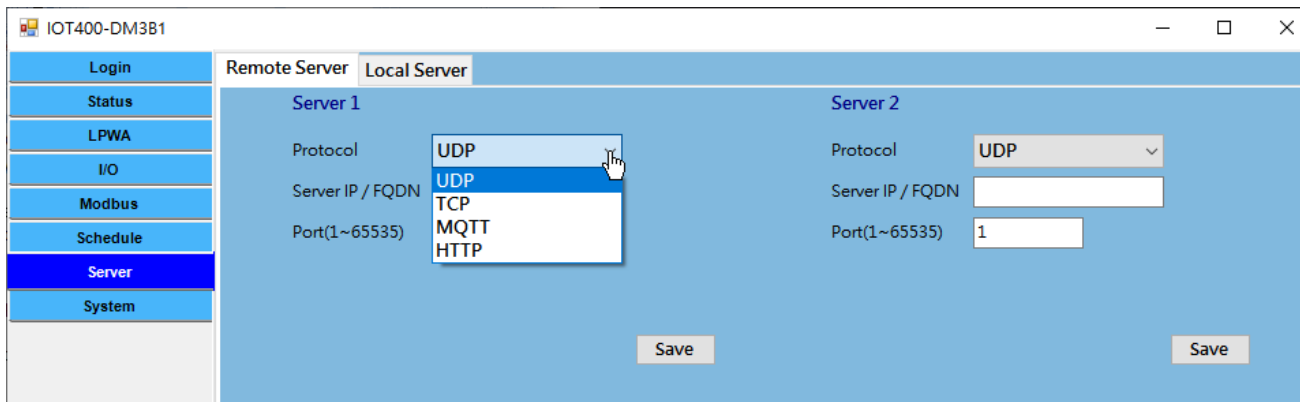 IOT400-DM3B1
Login
Status
LPWA
I/O
Modbus
Schedule
Server
System
Remote Server Local Server
Server 1
Protocol UDP
UDP
TCP
MQTT
HTTP
Server IP / FQDN
Port(1~65535)
Save
Server 2
Protocol UDP
Server IP / FQDN
Port(1~65535) 1
Save